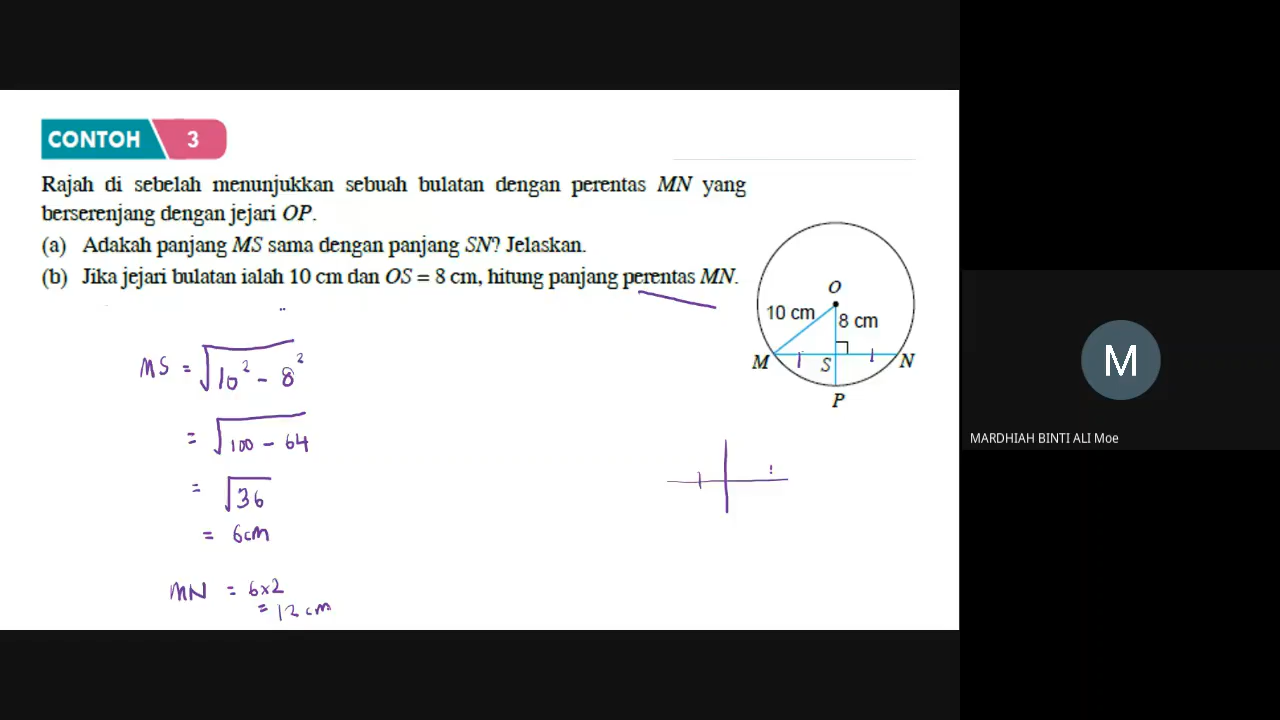 CONTOH 3
Rajah di sebelah menunjukkan sebuah bulatan dengan perentas MN yang
berserenjang dengan jejari OP.
(a) Adakah panjang MS sama dengan panjang SN? Jelaskan.
(b) Jika jejari bulatan ialah 10 cm dan OS = 8 cm, hitung panjang perentas MN.
O
10 cm
8 cm
M
S
N
P
MS = √10² - 8²
= √100 - 64
= √36
= 6cm
MN = 6x2
= 12 cm
M
MARDHIAH BINTI ALI Moe